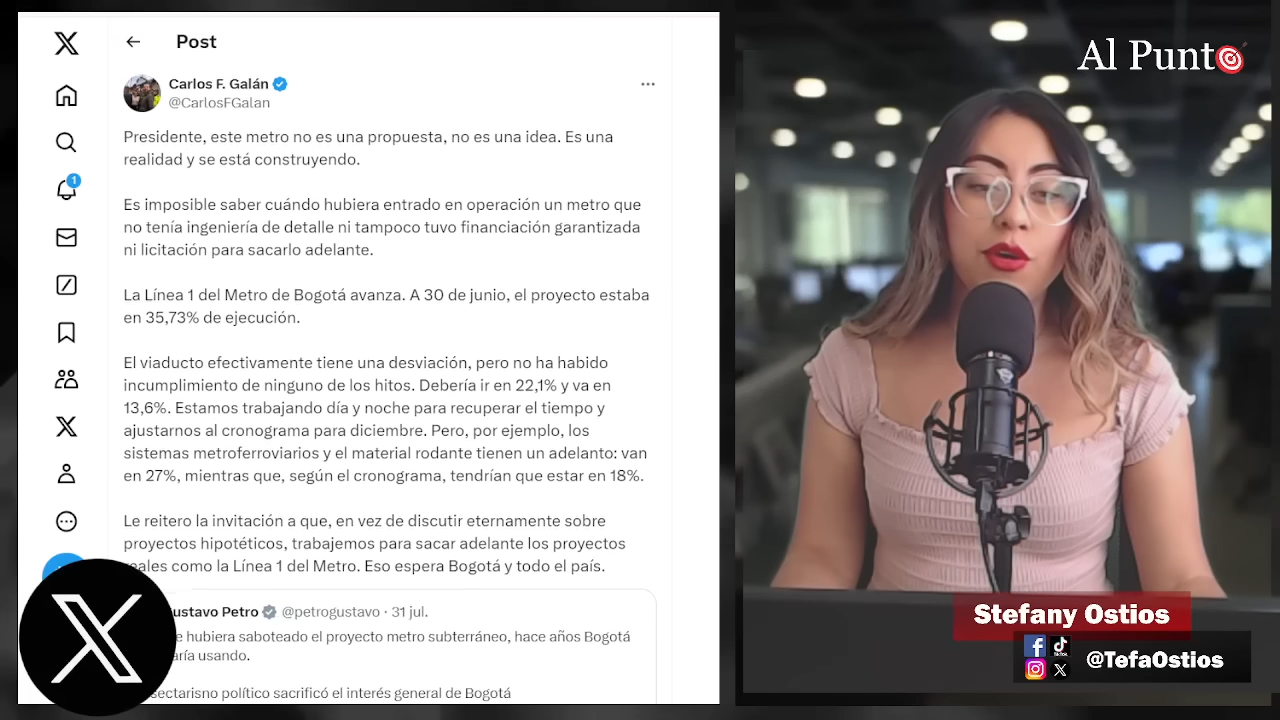 Post
Carlos F. Galán
@CarlosFGalan
Presidente, este metro no es una propuesta, no es una idea. Es una
realidad y se está construyendo.
Es imposible saber cuándo hubiera entrado en operación un metro que
no tenía ingeniería de detalle ni tampoco tuvo financiación garantizada
ni licitación para sacarlo adelante.
La Línea 1 del Metro de Bogotá avanza. A 30 de junio, el proyecto estaba
en 35,73% de ejecución.
El viaducto efectivamente tiene una desviación, pero no ha habido
incumplimiento de ninguno de los hitos. Debería ir en 22,1% y va en
13,6%. Estamos trabajando día y noche para recuperar el tiempo y
ajustarnos al cronograma para diciembre. Pero, por ejemplo, los
sistemas metroferroviarios y el material rodante tienen un adelanto: van
en 27%, mientras que, según el cronograma, tendrían que estar en 18%.
Le reitero la invitación a que, en vez de discutir eternamente sobre
proyectos hipotéticos, trabajemos para sacar adelante los proyectos
eales como la Línea 1 del Metro. Eso espera Bogotá y todo el país.
ustavo Petro @petrogustavo · 31 jul.
e hubiera saboteado el proyecto metro subterráneo, hace años Bogotá
aría usando.
sectarismo político sacrificó el interés general de Bogotá
1
Al Punto
Stefany Ostios
@TefaOstios